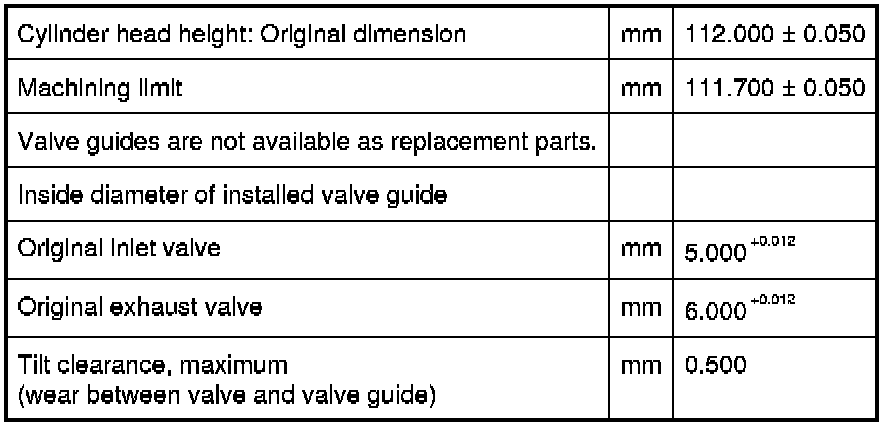 Cylinder head height: Original dimension mm 112.000 ± 0.050
Machining limit mm 111.700 ± 0.050
Valve guides are not available as replacement parts.
Inside diameter of installed valve guide
Original inlet valve mm 5.000 +0.012
Original exhaust valve mm 6.000 +0.012
Tilt clearance, maximum mm 0.500
(wear between valve and valve guide)